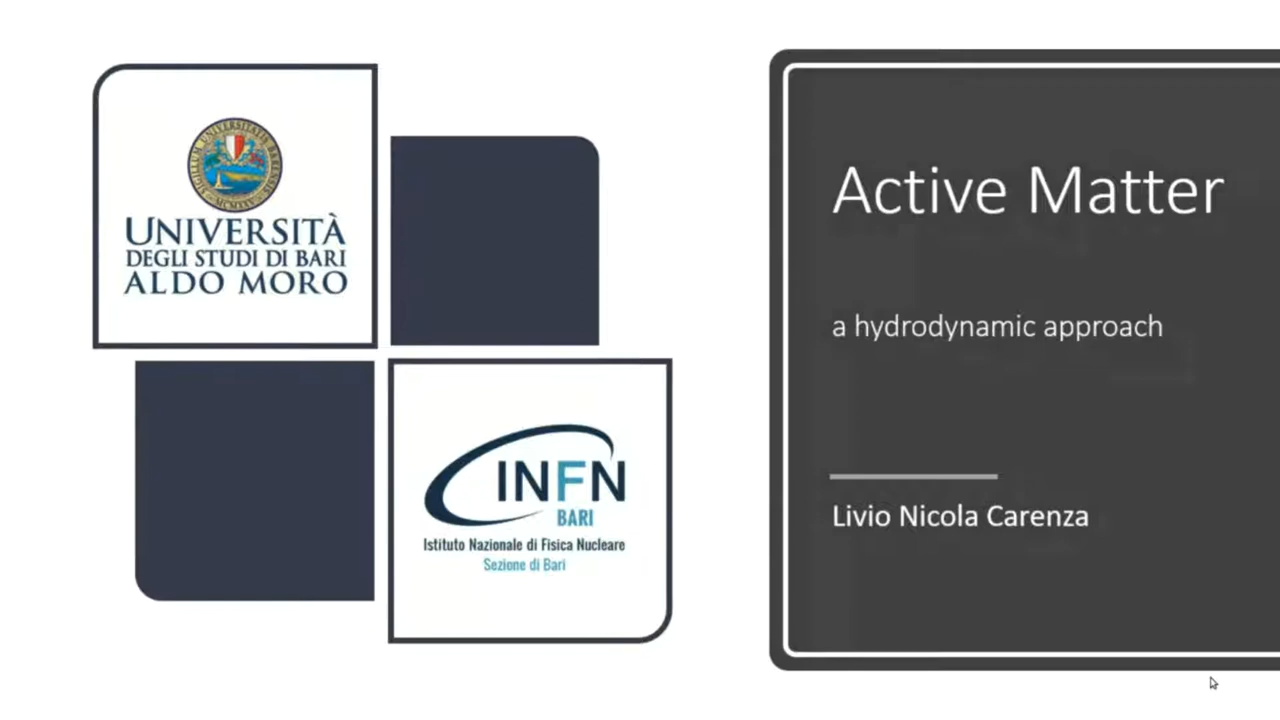 UNIVERSITÀ
DEGLI STUDI DI BARI
ALDO MORO
INFN
BARI
Istituto Nazionale di Fisica Nucleare
Sezione di Bari
Active Matter
a hydrodynamic approach
Livio Nicola Carenza